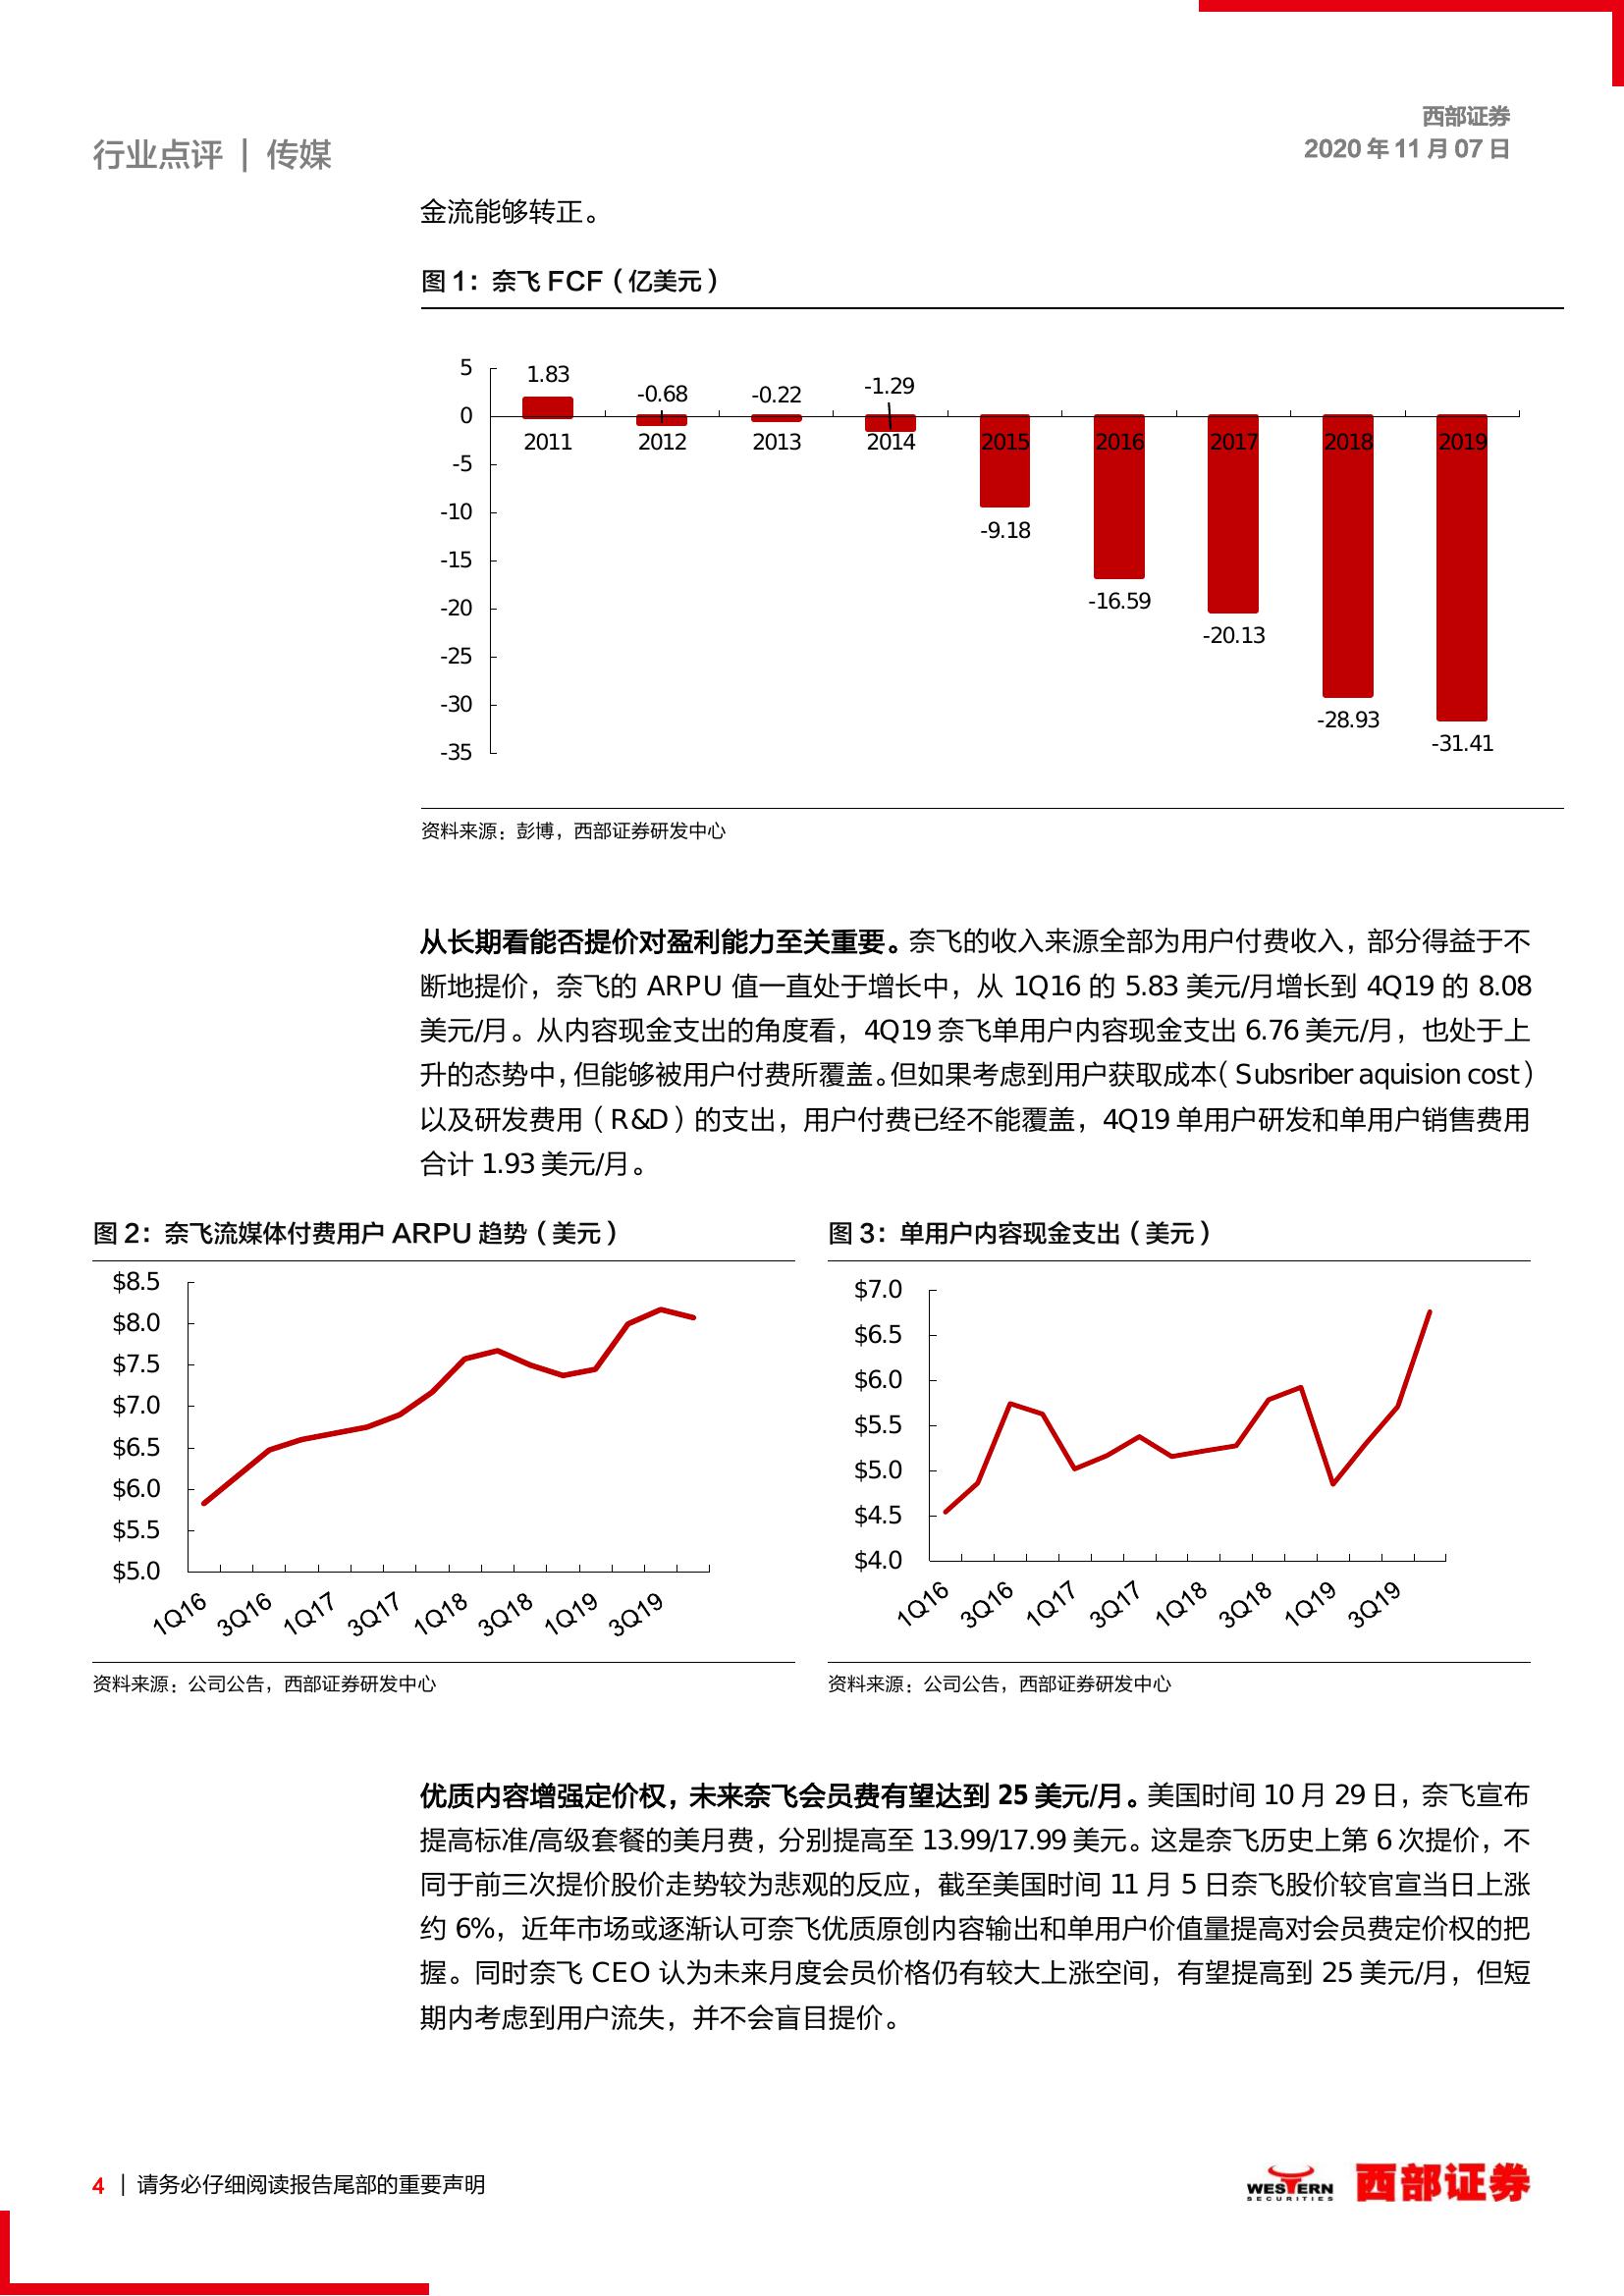 西部证券
行业点评 | 传媒
2020 年 11 月 07 日
金流能够转正。
图 1：奈飞 FCF（亿美元）
5
0
-5
-10
-15
-20
-25
-30
-35
1.83
-0.68
-0.22
-1.29
-9.18
-16.59
-20.13
-28.93
-31.41
2011
2012
2013
2014
2015
2016
2017
2018
2019
资料来源：彭博，西部证券研发中心
从长期看能否提价对盈利能力至关重要。奈飞的收入来源全部为用户付费收入，部分得益于不
断地提价，奈飞的 ARPU 值一直处于增长中，从 1Q16 的 5.83 美元/月增长到 4Q19 的 8.08
美元/月。从内容现金支出的角度看，4Q19 奈飞单用户内容现金支出 6.76 美元/月，也处于上
升的态势中，但能够被用户付费所覆盖。但如果考虑到用户获取成本（Subsriber aquision cost）
以及研发费用（R&D）的支出，用户付费已经不能覆盖，4Q19 单用户研发和单用户销售费用
合计 1.93 美元/月。
图 2：奈飞流媒体付费用户 ARPU 趋势（美元）
$8.5
$8.0
$7.5
$7.0
$6.5
$6.0
$5.5
$5.0
1Q16
3Q16
1Q17
3Q17
1Q18
3Q18
1Q19
3Q19
资料来源：公司公告，西部证券研发中心
图 3：单用户内容现金支出（美元）
$7.0
$6.5
$6.0
$5.5
$5.0
$4.5
$4.0
1Q16
3Q16
1Q17
3Q17
1Q18
3Q18
1Q19
3Q19
资料来源：公司公告，西部证券研发中心
优质内容增强定价权，未来奈飞会员费有望达到 25 美元/月。美国时间 10 月 29 日，奈飞宣布
提高标准/高级套餐的美月费，分别提高至 13.99/17.99 美元。这是奈飞历史上第 6 次提价，不
同于前三次提价股价走势较为悲观的反应，截至美国时间 11 月 5 日奈飞股价较官宣当日上涨
约 6%，近年市场或逐渐认可奈飞优质原创内容输出和单用户价值量提高对会员费定价权的把
握。同时奈飞 CEO 认为未来月度会员价格仍有较大上涨空间，有望提高到 25 美元/月，但短
期内考虑到用户流失，并不会盲目提价。
4 | 请务必仔细阅读报告尾部的重要声明
WESTERN
SECURITIES
西部证券